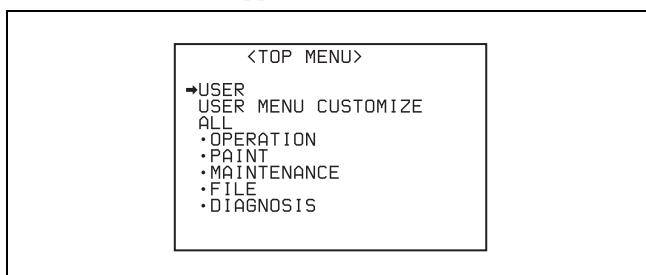 <TOP MENU>
➡USER
USER MENU CUSTOMIZE
ALL
·OPERATION
·PAINT
·MAINTENANCE
·FILE
·DIAGNOSIS